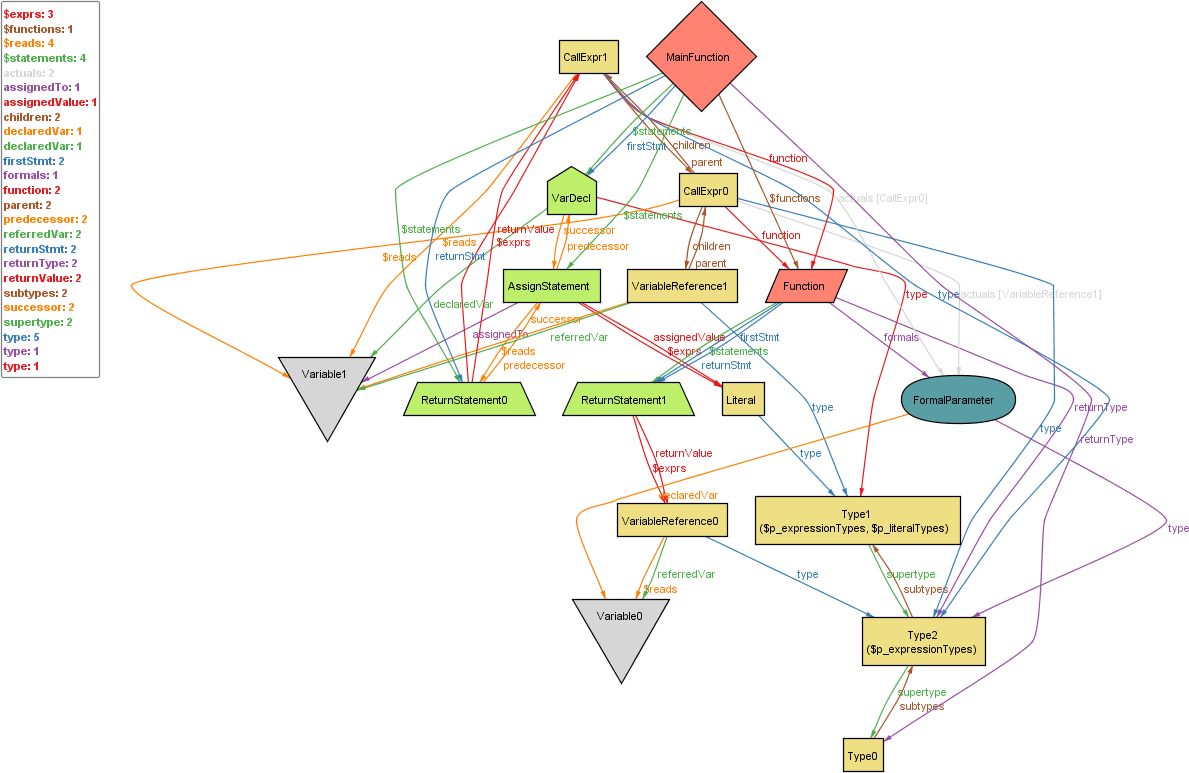 $exprs: 3
$functions: 1
$reads: 4
$statements: 4
actuals: 2
assignedTo: 1
assignedValue: 1
children: 2
declaredVar: 1
declaredVar: 1
firstStmt: 2
formals: 1
function: 2
parent: 2
predecessor: 2
referredVar: 2
returnStmt: 2
returnType: 2
returnValue: 2
subtypes: 2
successor: 2
supertype: 2
type: 5
type: 1
type: 1
CallExpr1
MainFunction
$statements
firstStmt
children
parent
function
VarDecl
CallExpr0
$functions
actuals [CallExpr0]
$statements
$statements
$reads
$reads
returnStmt
returnValue
$exprs
successor
predecessor
function
children
parent
AssignStatement
VariableReference1
Function
type
type
type
actuals [VariableReference1]
declaredVar
assignedTo
successor
$reads
predecessor
referredVar
assignedValue
$exprs
firstStmt
$statements
returnStmt
formals
Variable1
ReturnStatement0
ReturnStatement1
Literal
FormalParameter
type
returnType
type
returnType
returnValue
$exprs
type
declaredVar
VariableReference0
Type1
($p_expressionTypes, $p_literalTypes)
type
referredVar
$reads
type
supertype
subtypes
Variable0
Type2
($p_expressionTypes)
supertype
subtypes
Type0